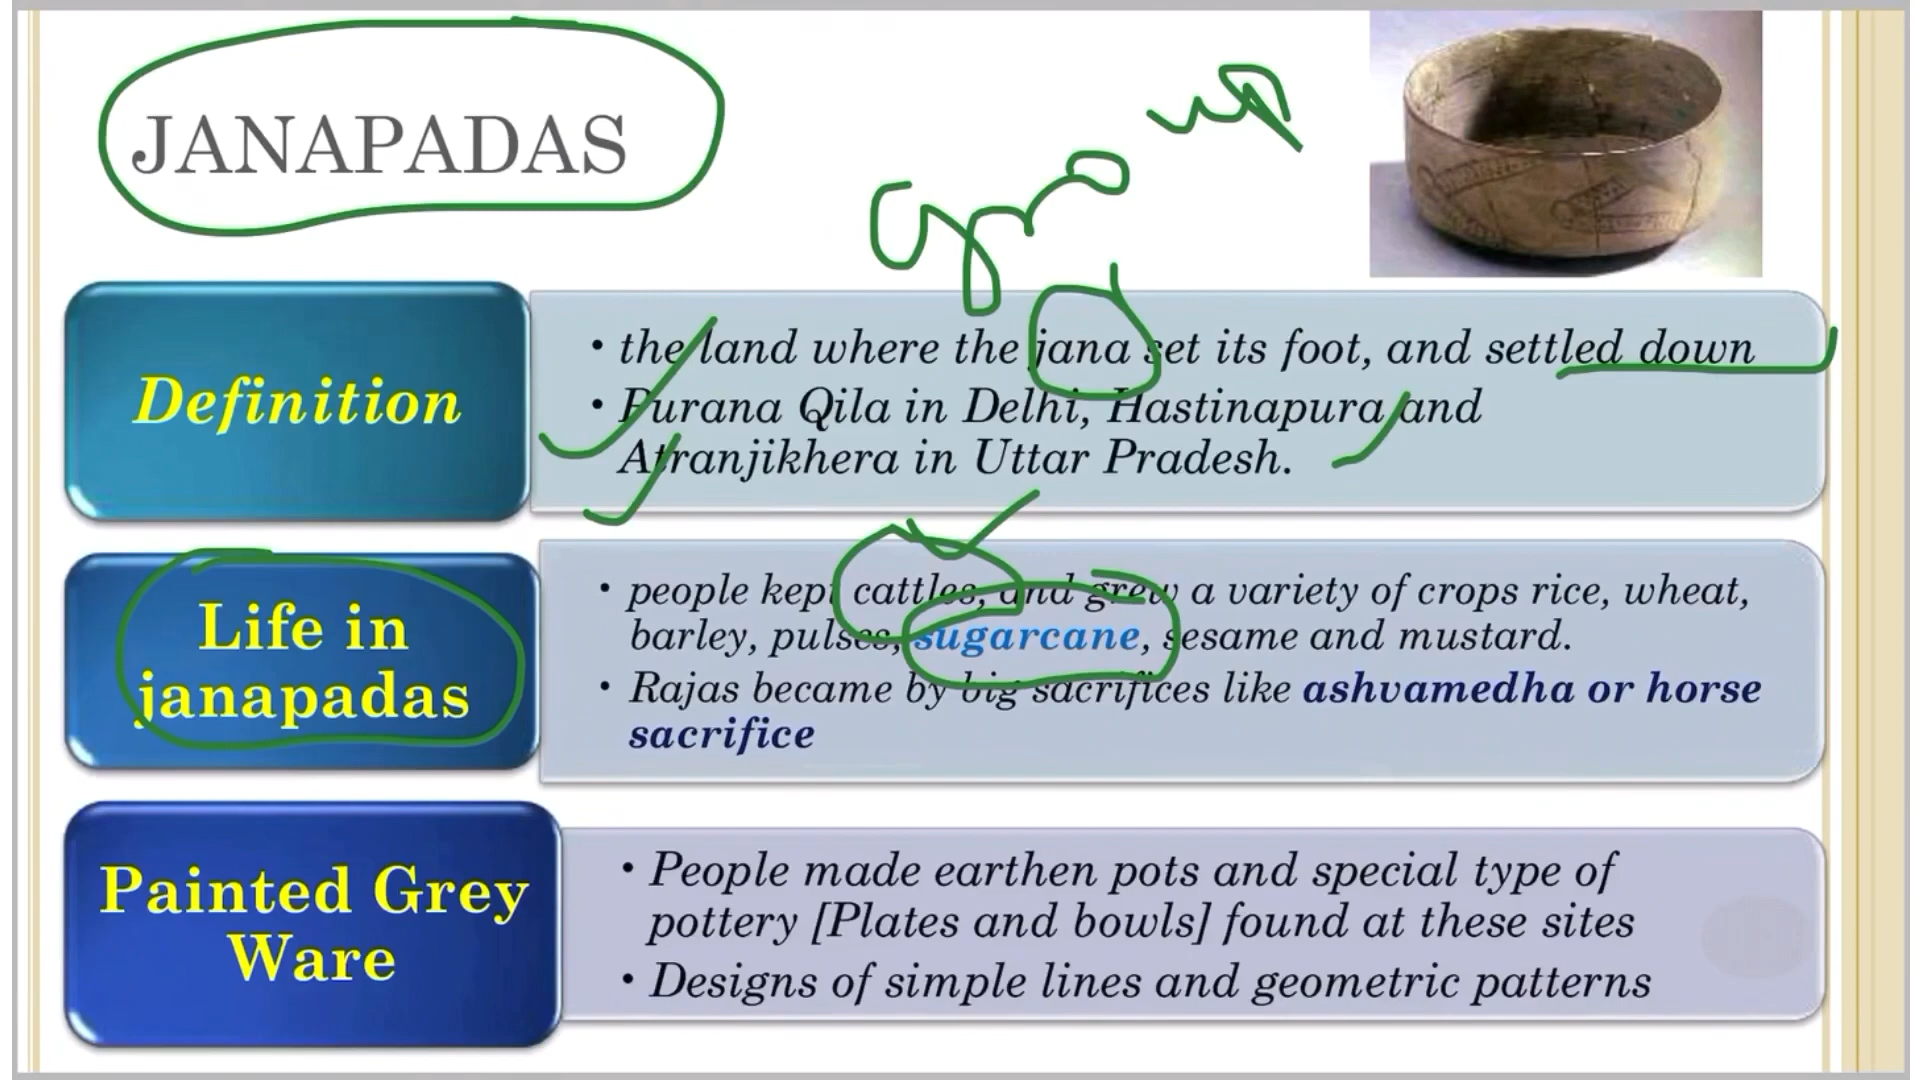 JANAPADAS
Group
Definition
• the land where the jana set its foot, and settled down
• Purana Qila in Delhi, Hastinapura and
Atranjikhera in Uttar Pradesh.
Life in
janapadas
• people kept cattles, and grew a variety of crops rice, wheat,
barley, pulses, sugarcane, sesame and mustard.
• Rajas became by big sacrifices like ashvamedha or horse
sacrifice
Painted Grey
Ware
• People made earthen pots and special type of
pottery [Plates and bowls] found at these sites
• Designs of simple lines and geometric patterns